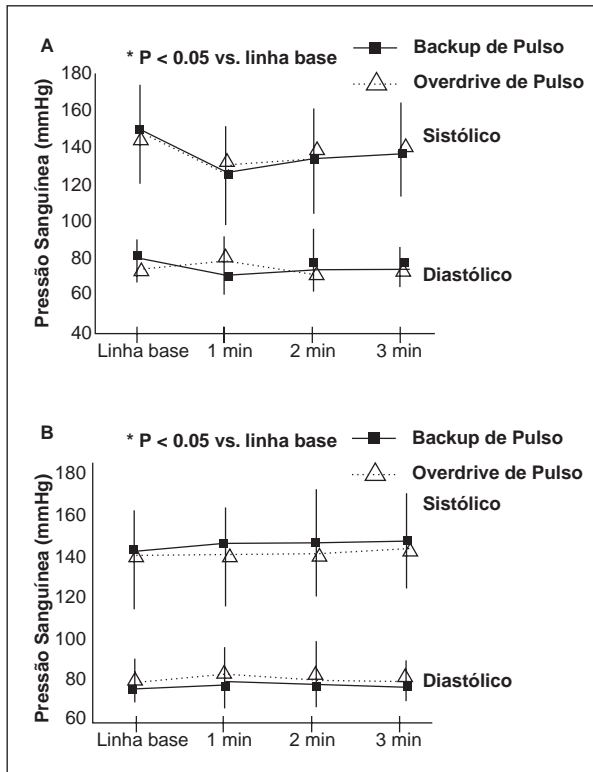 A
* P < 0.05 vs. linha base
Backup de Pulso
Overdrive de Pulso
Pressão Sanguínea (mmHg)
180
160
140
120
100
80
60
40
Sistólico
Diastólico
Linha base 1 min 2 min 3 min
B
* P < 0.05 vs. linha base
Backup de Pulso
Overdrive de Pulso
Pressão Sanguínea (mmHg)
180
160
140
120
100
80
60
Sistólico
Diastólico
Linha base 1 min 2 min 3 min